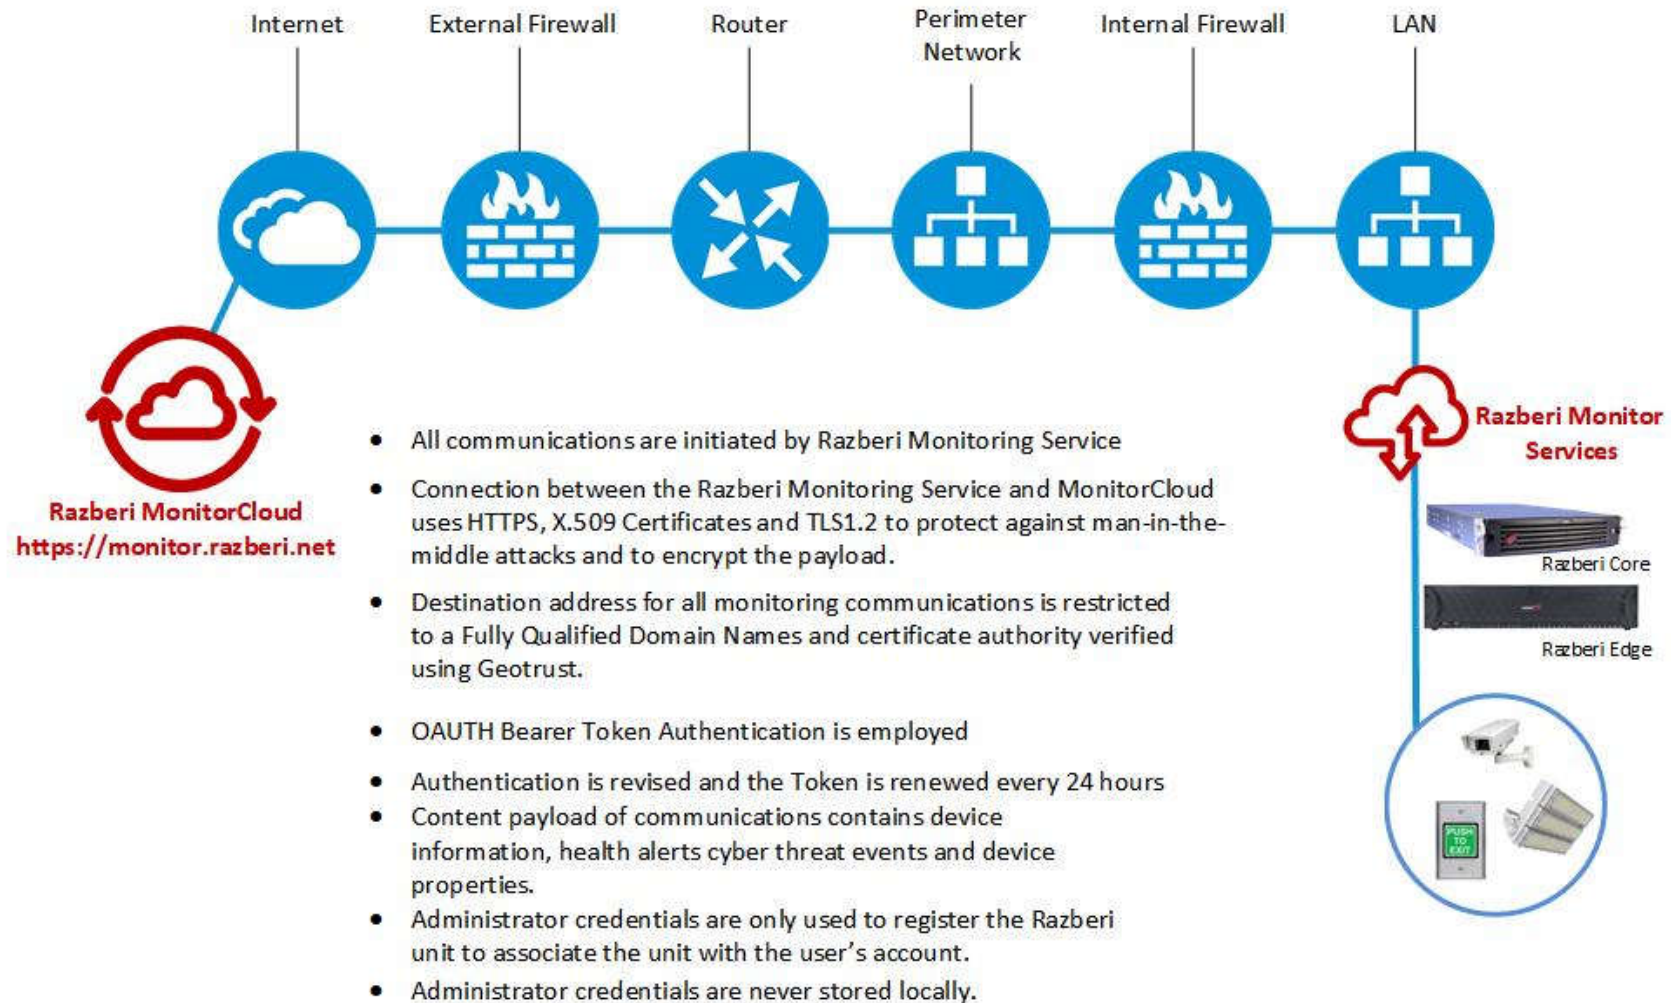 Internet
External Firewall
Router
Perimeter
Network
Internal Firewall
LAN
Razberi MonitorCloud
https://monitor.razberi.net
• All communications are initiated by Razberi Monitoring Service
• Connection between the Razberi Monitoring Service and MonitorCloud
uses HTTPS, X.509 Certificates and TLS1.2 to protect against man-in-the-
middle attacks and to encrypt the payload.
• Destination address for all monitoring communications is restricted
to a Fully Qualified Domain Names and certificate authority verified
using Geotrust.
• OAUTH Bearer Token Authentication is employed
• Authentication is revised and the Token is renewed every 24 hours
• Content payload of communications contains device
information, health alerts cyber threat events and device
properties.
• Administrator credentials are only used to register the Razberi
unit to associate the unit with the user's account.
• Administrator credentials are never stored locally.
Razberi Monitor
Services
Razberi Core
Razberi Edge
PUSH
TO
EXIT